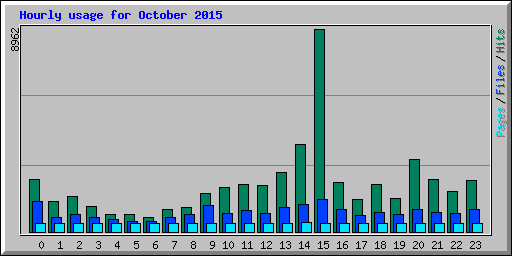 Hourly usage for October 2015
8962
Pages/Files/Hits
0 1 2 3 4 5 6 7 8 9 10 11 12 13 14 15 16 17 18 19 20 21 22 23